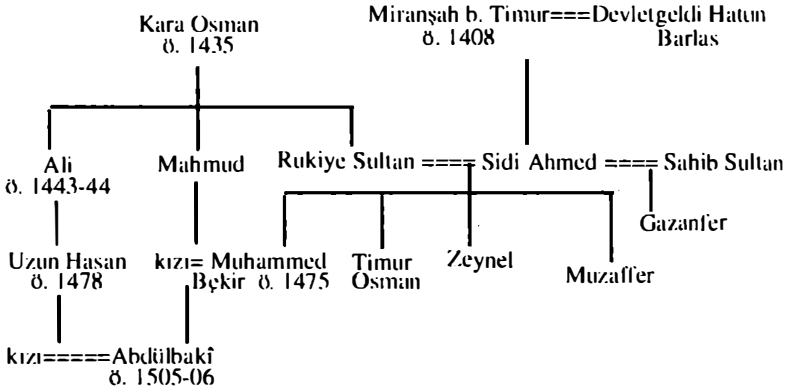 Kara Osman
ö. 1435
Miranşah b. Timur===Devletgeldi Hatun
ö. 1408 Barlas
Ali
ö. 1443-44
Mahmud
Rukiye Sultan ==== Sidi Ahmed ==== Sahib Sultan
Gazanfer
Uzun Hasan
ö. 1478
kızı= Muhammed
Bekir ö. 1475
Timur
Osman
Zeynel
Muzaffer
kızı=====Abdülbakî
ö. 1505-06